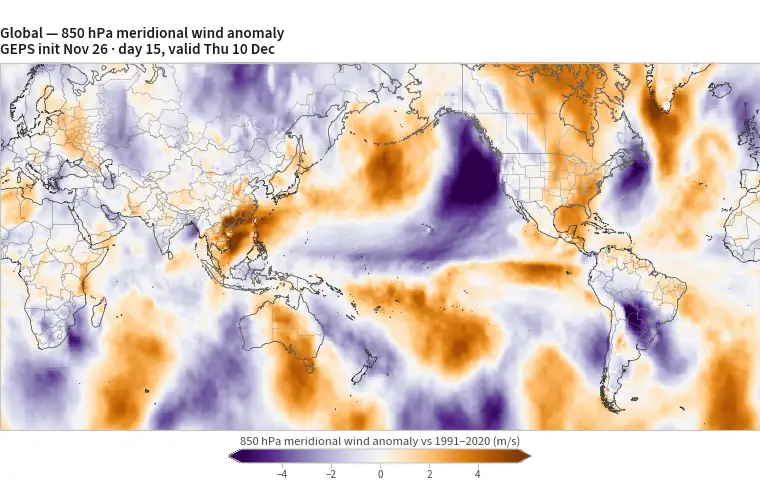 Global — 850 hPa meridional wind anomaly
GEPS init Nov 26 · day 15, valid Thu 10 Dec
850 hPa meridional wind anomaly vs 1991–2020 (m/s)
−4 −2 0 2 4